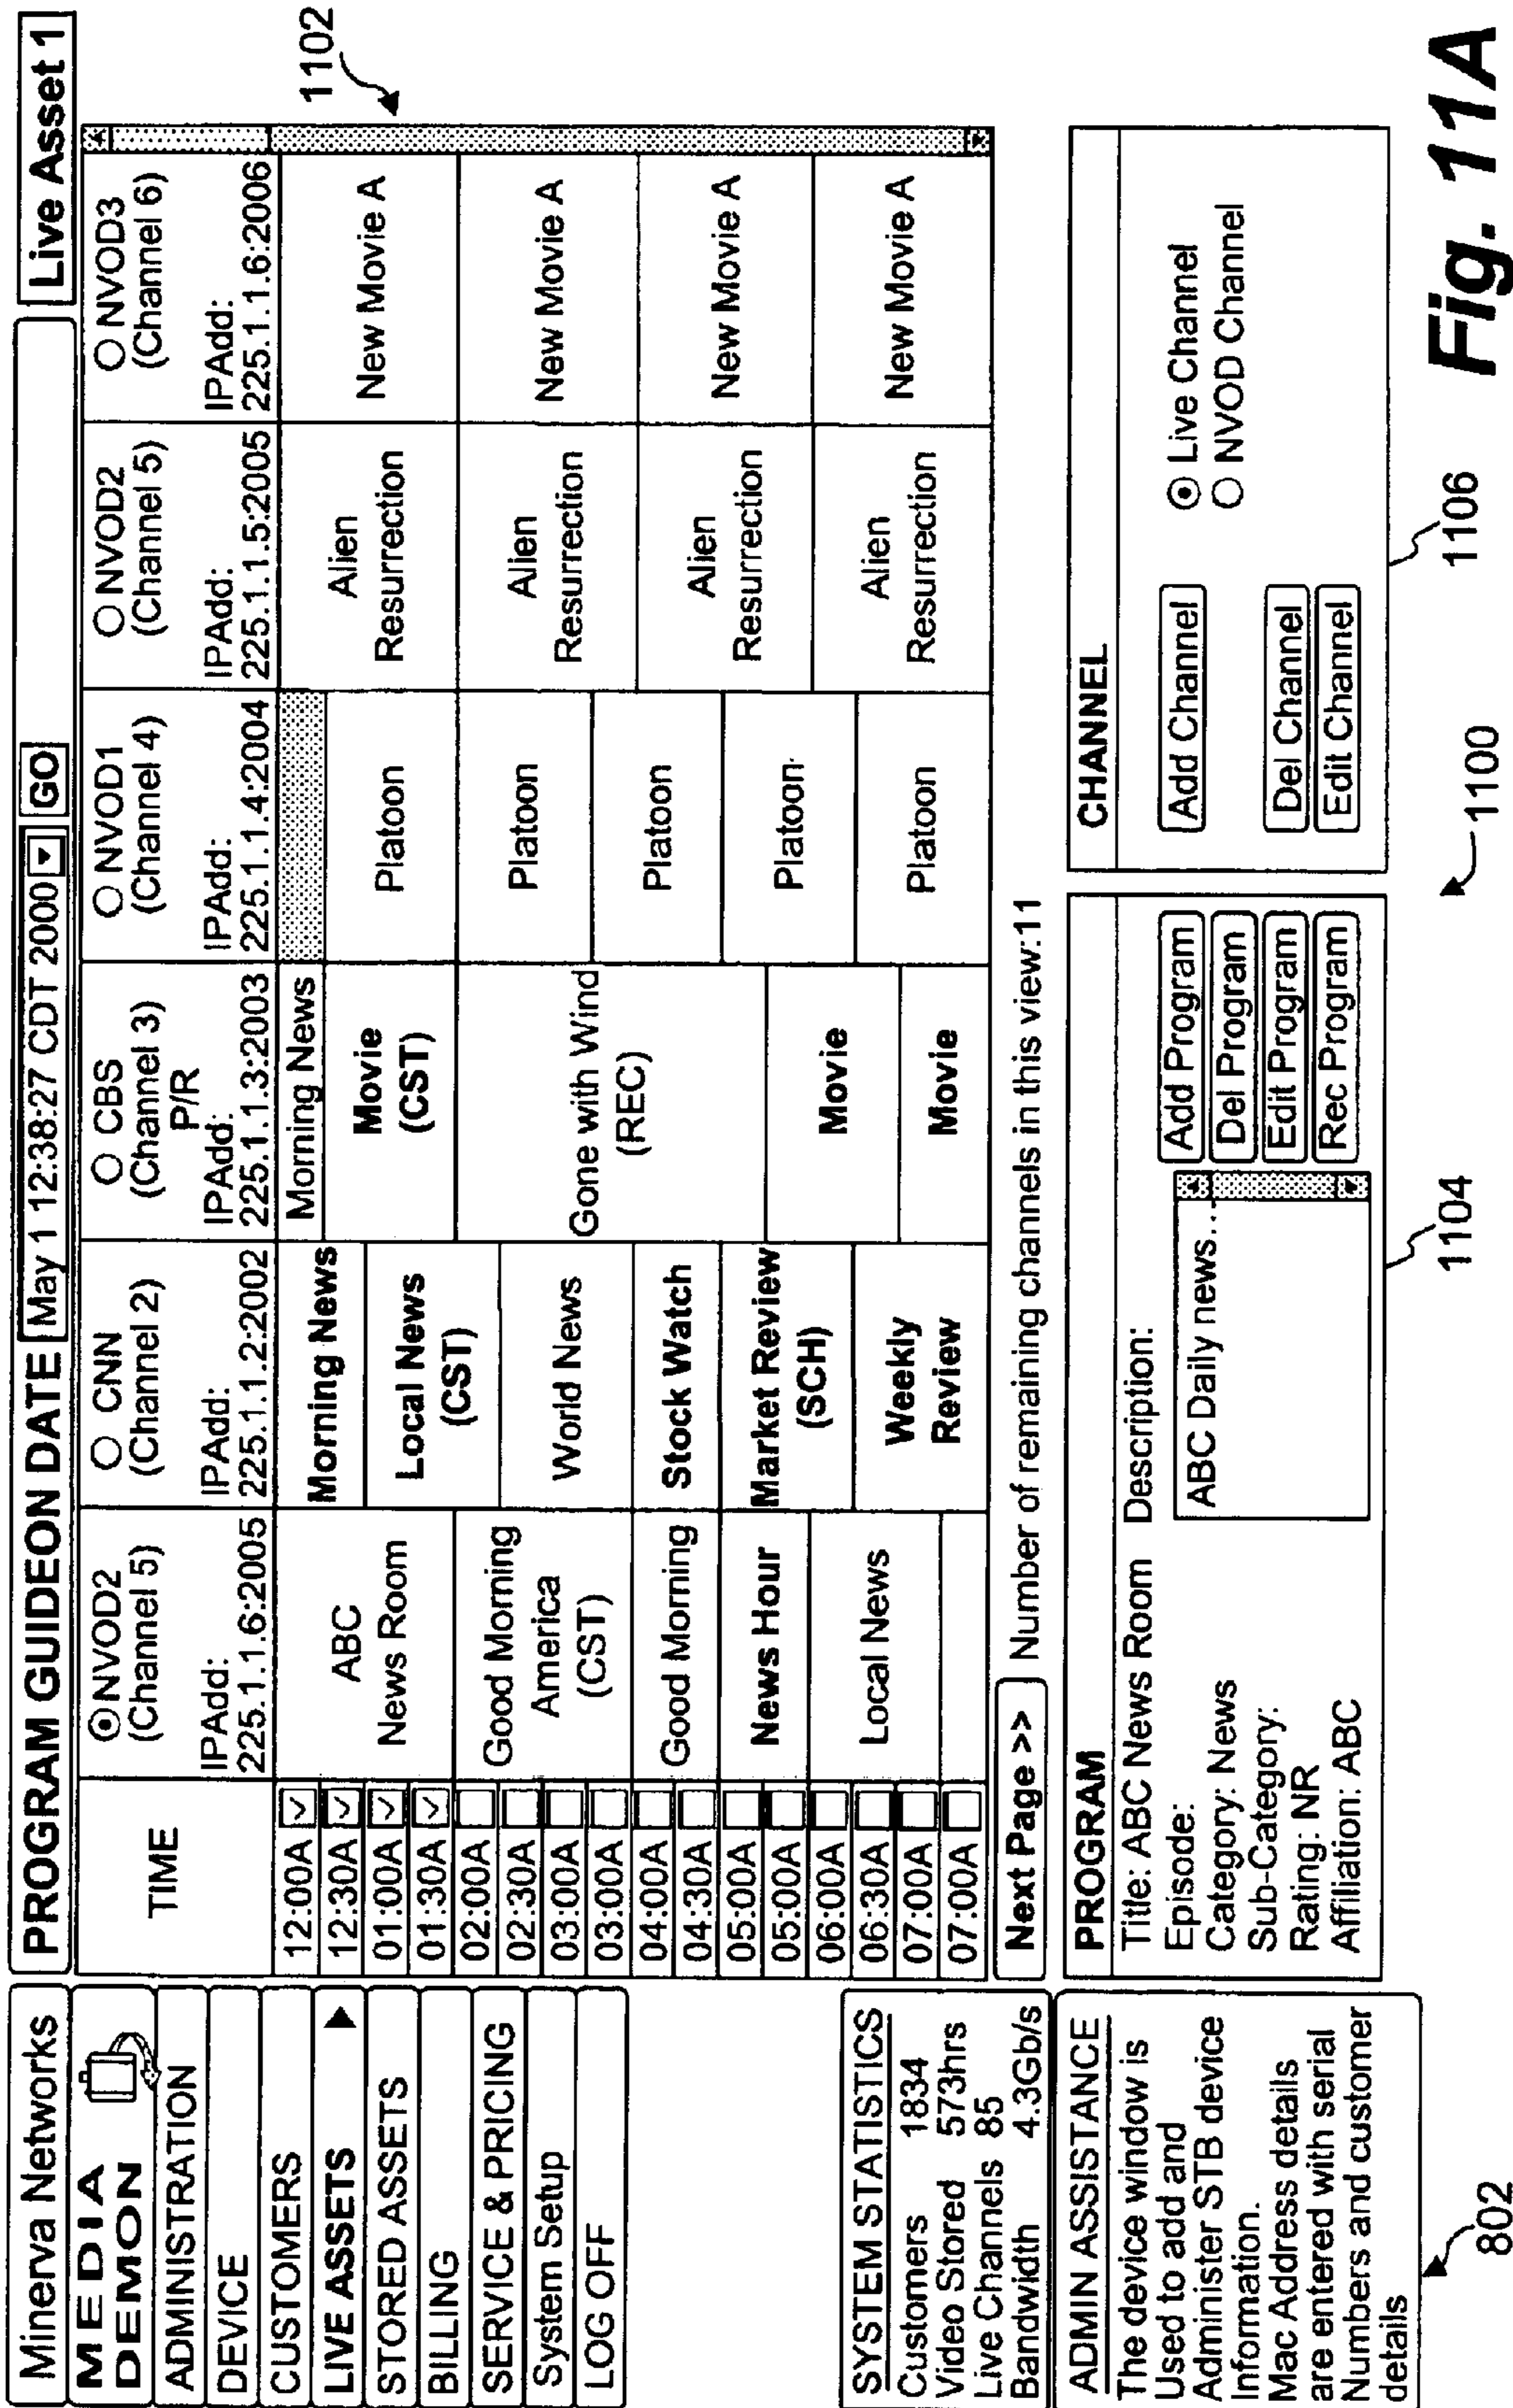 Minerva Networks
MEDIA
DEMON
ADMINISTRATION
DEVICE
CUSTOMERS
LIVE ASSETS
STORED ASSETS
BILLING
SERVICE & PRICING
System Setup
LOG OFF
SYSTEM STATISTICS
Customers 1834
Video Stored 573hrs
Live Channels 85
Bandwidth 4.3Gb/s
ADMIN ASSISTANCE
The device window is
Used to add and
Administer STB device
Information.
Mac Address details
are entered with serial
Numbers and customer
details
802
PROGRAM GUIDEON DATE May 1 12:38:27 CDT 2000 GO Live Asset 1
TIME
NVOD2
(Channel 5)
IPAdd:
225.1.1.6:2005
CNN
(Channel 2)
IPAdd:
225.1.1.2:2002
CBS
(Channel 3)
P/R
IPAdd:
225.1.1.3:2003
NVOD1
(Channel 4)
IPAdd:
225.1.1.4:2004
NVOD2
(Channel 5)
IPAdd:
225.1.1.5:2005
NVOD3
(Channel 6)
IPAdd:
225.1.1.6:2006
12:00A
12:30A
01:00A
01:30A
02:00A
02:30A
03:00A
03:00A
04:00A
04:30A
05:00A
05:00A
06:00A
06:30A
07:00A
07:00A
ABC
News Room
Good Morning
America
(CST)
Good Morning
News Hour
Local News
Morning News
Local News
(CST)
World News
Stock Watch
Market Review
(SCH)
Weekly
Review
Morning News
Movie
(CST)
Gone with Wind
(REC)
Movie
Movie
Platoon
Platoon
Platoon
Platoon
Platoon
Alien
Resurrection
Alien
Resurrection
Alien
Resurrection
Alien
Resurrection
New Movie A
New Movie A
New Movie A
New Movie A
1102
Next Page >> Number of remaining channels in this view:11
PROGRAM
Title: ABC News Room Description:
Episode:
Category: News
Sub-Category:
Rating: NR
Affiliation: ABC
ABC Daily news...
Add Program
Del Program
Edit Program
Rec Program
1104
CHANNEL
Add Channel
Del Channel
Edit Channel
Live Channel
NVOD Channel
1106
1100
Fig. 11A